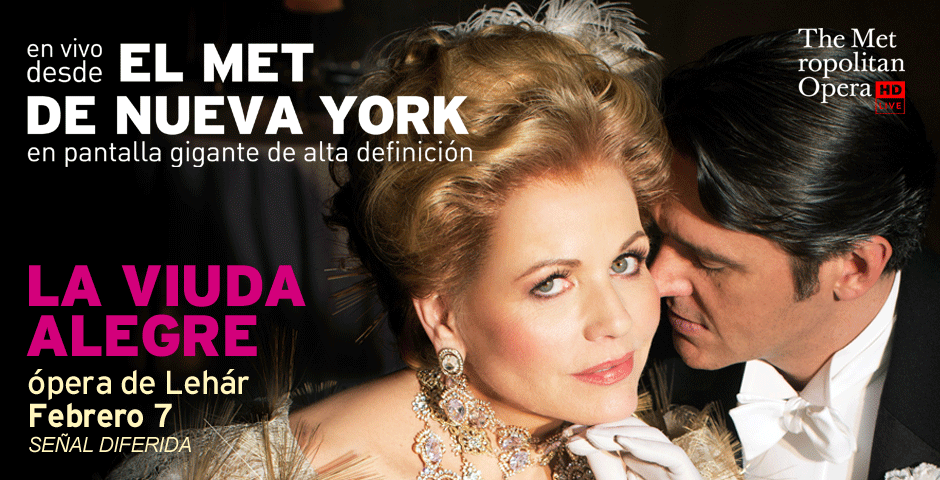 en vivo
desde EL MET
DE NUEVA YORK
en pantalla gigante de alta definición
The Met
ropolitan
Opera HD
LIVE
LA VIUDA
ALEGRE
ópera de Lehár
Febrero 7
SEÑAL DIFERIDA